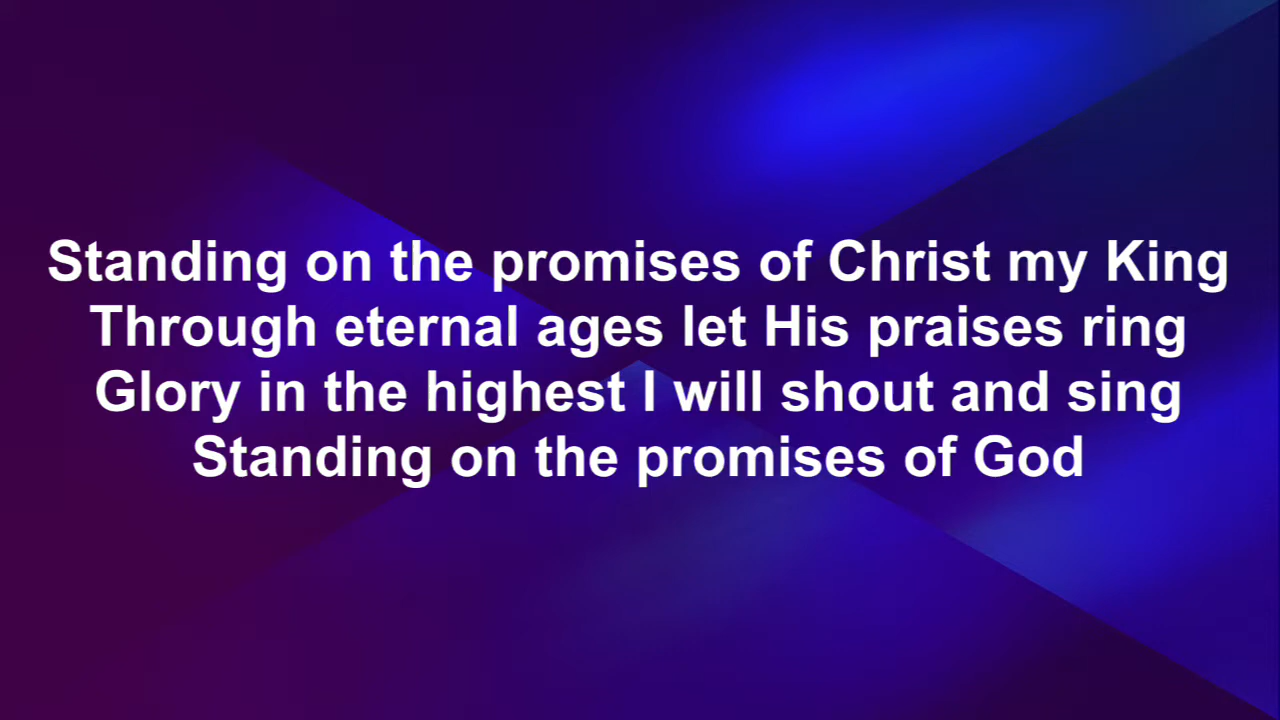 Standing on the promises of Christ my King
Through eternal ages let His praises ring
Glory in the highest I will shout and sing
Standing on the promises of God